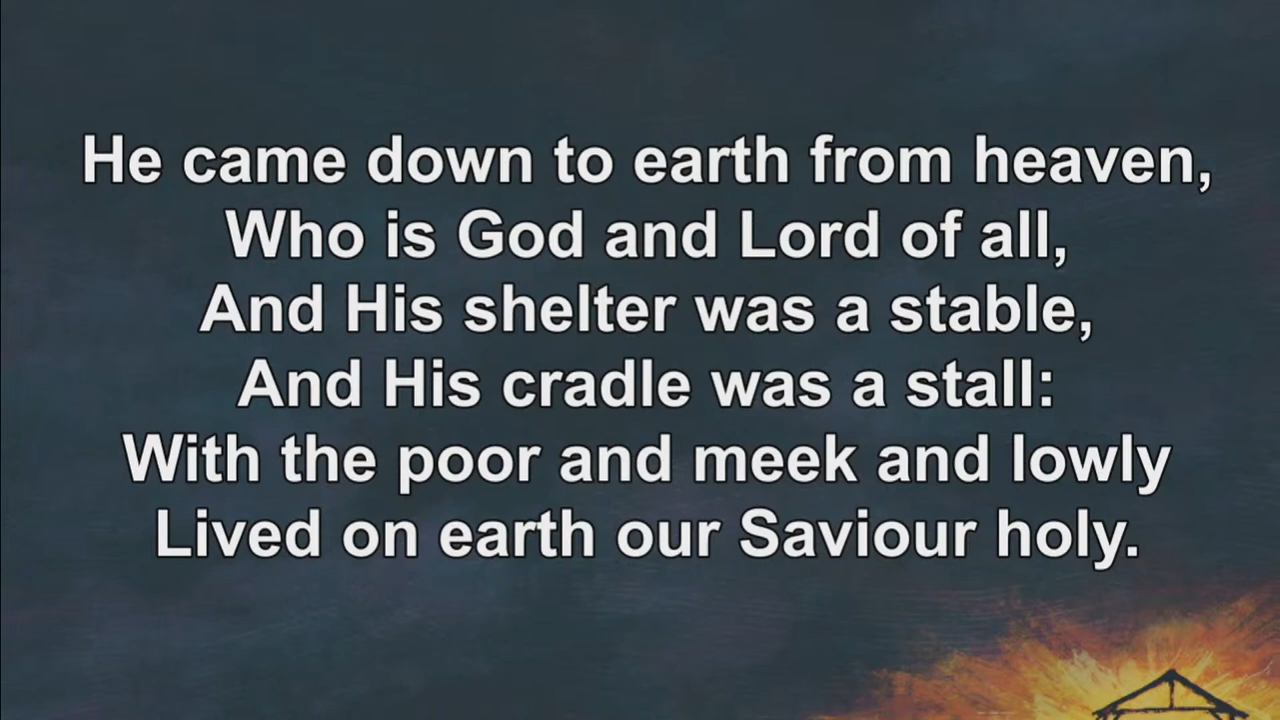 He came down to earth from heaven,
Who is God and Lord of all,
And His shelter was a stable,
And His cradle was a stall:
With the poor and meek and lowly
Lived on earth our Saviour holy.